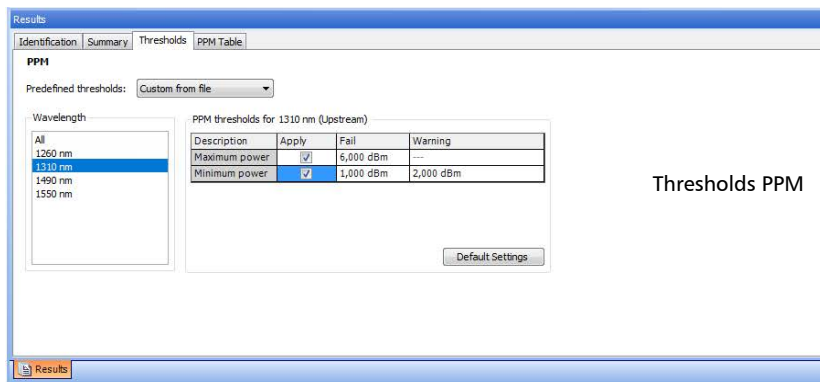 Results
Identification Summary Thresholds PPM Table
PPM
Predefined thresholds: Custom from file
Wavelength
All
1260 nm
1310 nm
1490 nm
1550 nm
PPM thresholds for 1310 nm (Upstream)
Description Apply Fail Warning
Maximum power 6,000 dBm ---
Minimum power 1,000 dBm 2,000 dBm
Default Settings
Thresholds PPM
Results